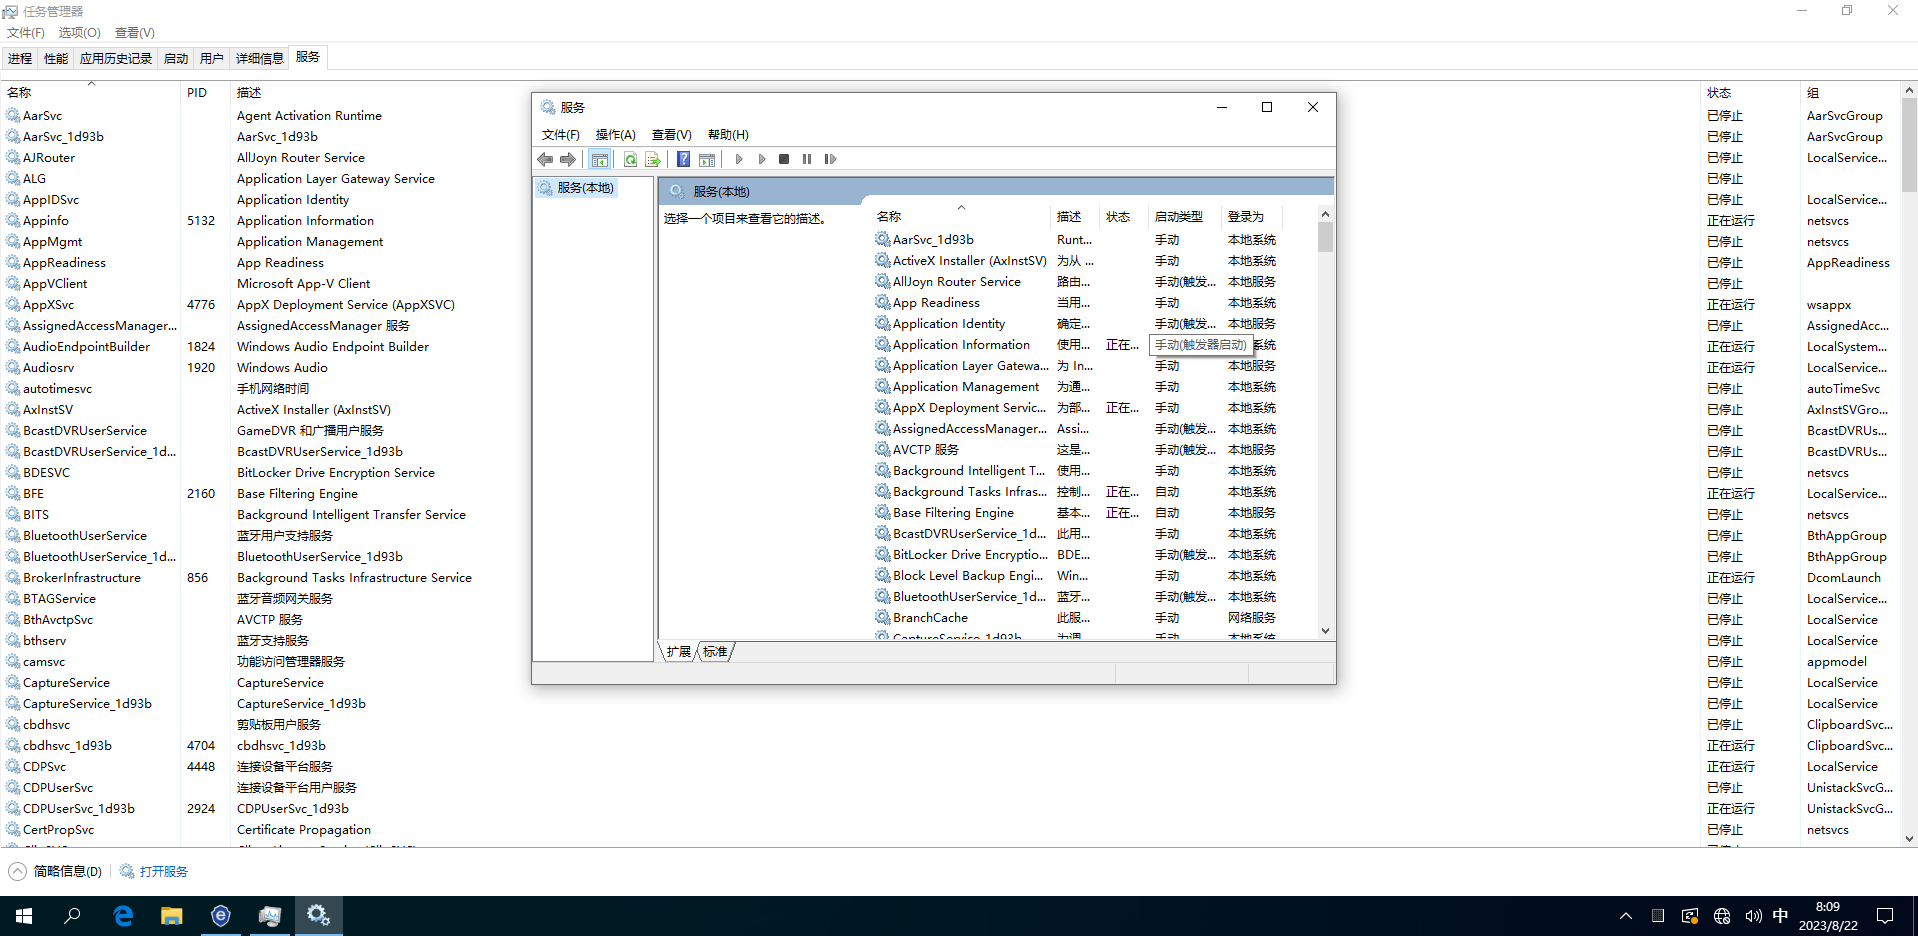 任务管理器
文件(F) 选项(O) 查看(V)
进程 性能 应用历史记录 启动 用户 详细信息 服务
名称 PID 描述 状态 组
AarSvc Agent Activation Runtime 已停止 AarSvcGroup
AarSvc_1d93b AarSvc_1d93b 已停止 AarSvcGroup
AJRouter AllJoyn Router Service 已停止 LocalService...
ALG Application Layer Gateway Service 已停止
AppIDSvc Application Identity 已停止 LocalService...
Appinfo 5132 Application Information 正在运行 netsvcs
AppMgmt Application Management 已停止 netsvcs
AppReadiness App Readiness 已停止 AppReadiness
AppVClient Microsoft App-V Client 已停止
AppXSvc 4776 AppX Deployment Service (AppXSVC) 正在运行 wsappx
AssignedAccessManager... AssignedAccessManager 服务 已停止 AssignedAcc...
AudioEndpointBuilder 1824 Windows Audio Endpoint Builder 正在运行 LocalSystem...
Audiosrv 1920 Windows Audio 正在运行 LocalService...
autotimesvc 手机网络时间 已停止 autoTimeSvc
AxInstSV ActiveX Installer (AxInstSV) 已停止 AxInstSVGro...
BcastDVRUserService GameDVR 和广播用户服务 已停止 BcastDVRUs...
BcastDVRUserService_1d... BcastDVRUserService_1d93b 已停止 BcastDVRUs...
BDESVC BitLocker Drive Encryption Service 已停止 netsvcs
BFE 2160 Base Filtering Engine 正在运行 LocalService...
BITS Background Intelligent Transfer Service 已停止 netsvcs
BluetoothUserService 蓝牙用户支持服务 已停止 BthAppGroup
BluetoothUserService_1d... BluetoothUserService_1d93b 已停止 BthAppGroup
BrokerInfrastructure 856 Background Tasks Infrastructure Service 正在运行 DcomLaunch
BTAGService 蓝牙音频网关服务 已停止 LocalService...
BthAvctpSvc AVCTP 服务 已停止 LocalService
bthserv 蓝牙支持服务 已停止 LocalService
camsvc 功能访问管理器服务 已停止 appmodel
CaptureService CaptureService 已停止 LocalService
CaptureService_1d93b CaptureService_1d93b 已停止 LocalService
cbdhsvc 剪贴板用户服务 已停止 ClipboardSvc...
cbdhsvc_1d93b 4704 cbdhsvc_1d93b 正在运行 ClipboardSvc...
CDPSvc 4448 连接设备平台服务 正在运行 LocalService
CDPUserSvc 连接设备平台用户服务 已停止 UnistackSvcG...
CDPUserSvc_1d93b 2924 CDPUserSvc_1d93b 正在运行 UnistackSvcG...
CertPropSvc Certificate Propagation 已停止 netsvcs
简略信息(D) 打开服务
服务
文件(F) 操作(A) 查看(V) 帮助(H)
服务(本地)
服务(本地)
选择一个项目来查看它的描述。
名称 描述 状态 启动类型 登录为
AarSvc_1d93b Runt... 手动 本地系统
ActiveX Installer (AxInstSV) 为从 ... 手动 本地系统
AllJoyn Router Service 路由... 手动(触发... 本地服务
App Readiness 当用... 手动 本地系统
Application Identity 确定... 手动(触发... 本地服务
Application Information 使用... 正在... 手动(触发器启动) 系统
Application Layer Gatewa... 为 In... 手动 本地服务
Application Management 为通... 手动 本地系统
AppX Deployment Servic... 为部... 正在... 手动 本地系统
AssignedAccessManager... Assi... 手动(触发... 本地系统
AVCTP 服务 这是... 手动(触发... 本地服务
Background Intelligent T... 使用... 手动 本地系统
Background Tasks Infras... 控制... 正在... 自动 本地系统
Base Filtering Engine 基本... 正在... 自动 本地服务
BcastDVRUserService_1d... 此用... 手动 本地系统
BitLocker Drive Encryptio... BDE... 手动(触发... 本地系统
Block Level Backup Engi... Win... 手动 本地系统
BluetoothUserService_1d... 蓝牙... 手动(触发... 本地系统
BranchCache 此服... 手动 网络服务
CaptureService_1d93b 为调... 手动 本地系统
扩展 标准
中
8:09
2023/8/22